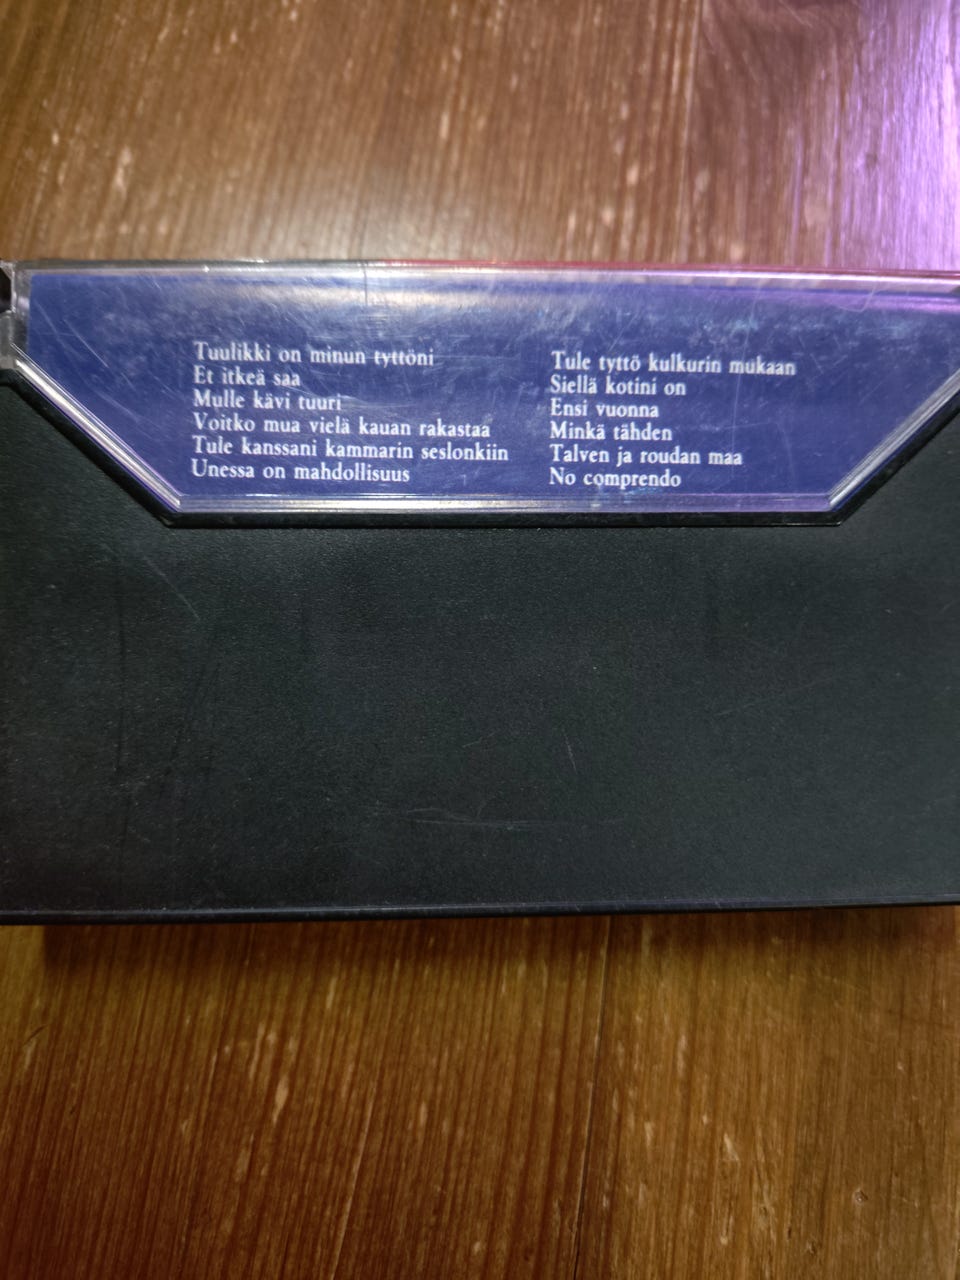 Tuulikki on minun tyttöni
Et itkeä saa
Mulle kävi tuuri
Voitko mua vielä kauan rakastaa
Tule kanssani kammarin seslonkiin
Unessa on mahdollisuus
Tule tyttö kulkurin mukaan
Siellä kotini on
Ensi vuonna
Minkä tähden
Talven ja roudan maa
No comprendo